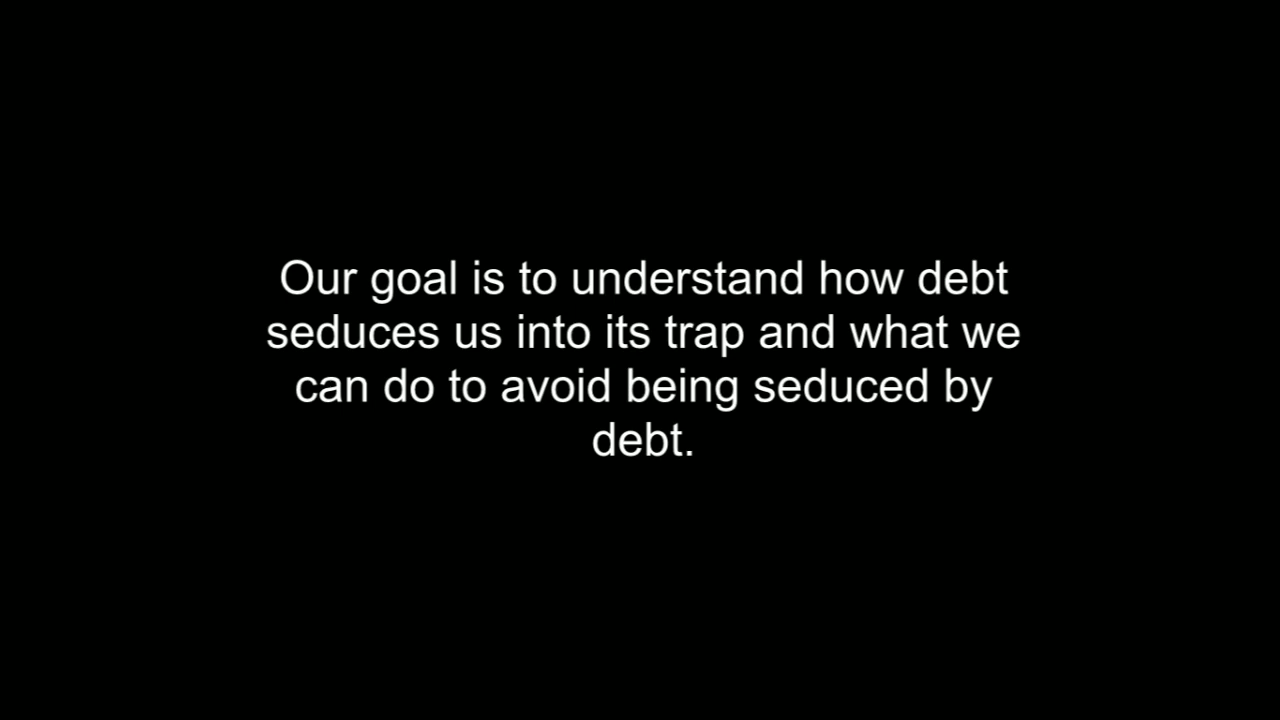 Our goal is to understand how debt
seduces us into its trap and what we
can do to avoid being seduced by
debt.